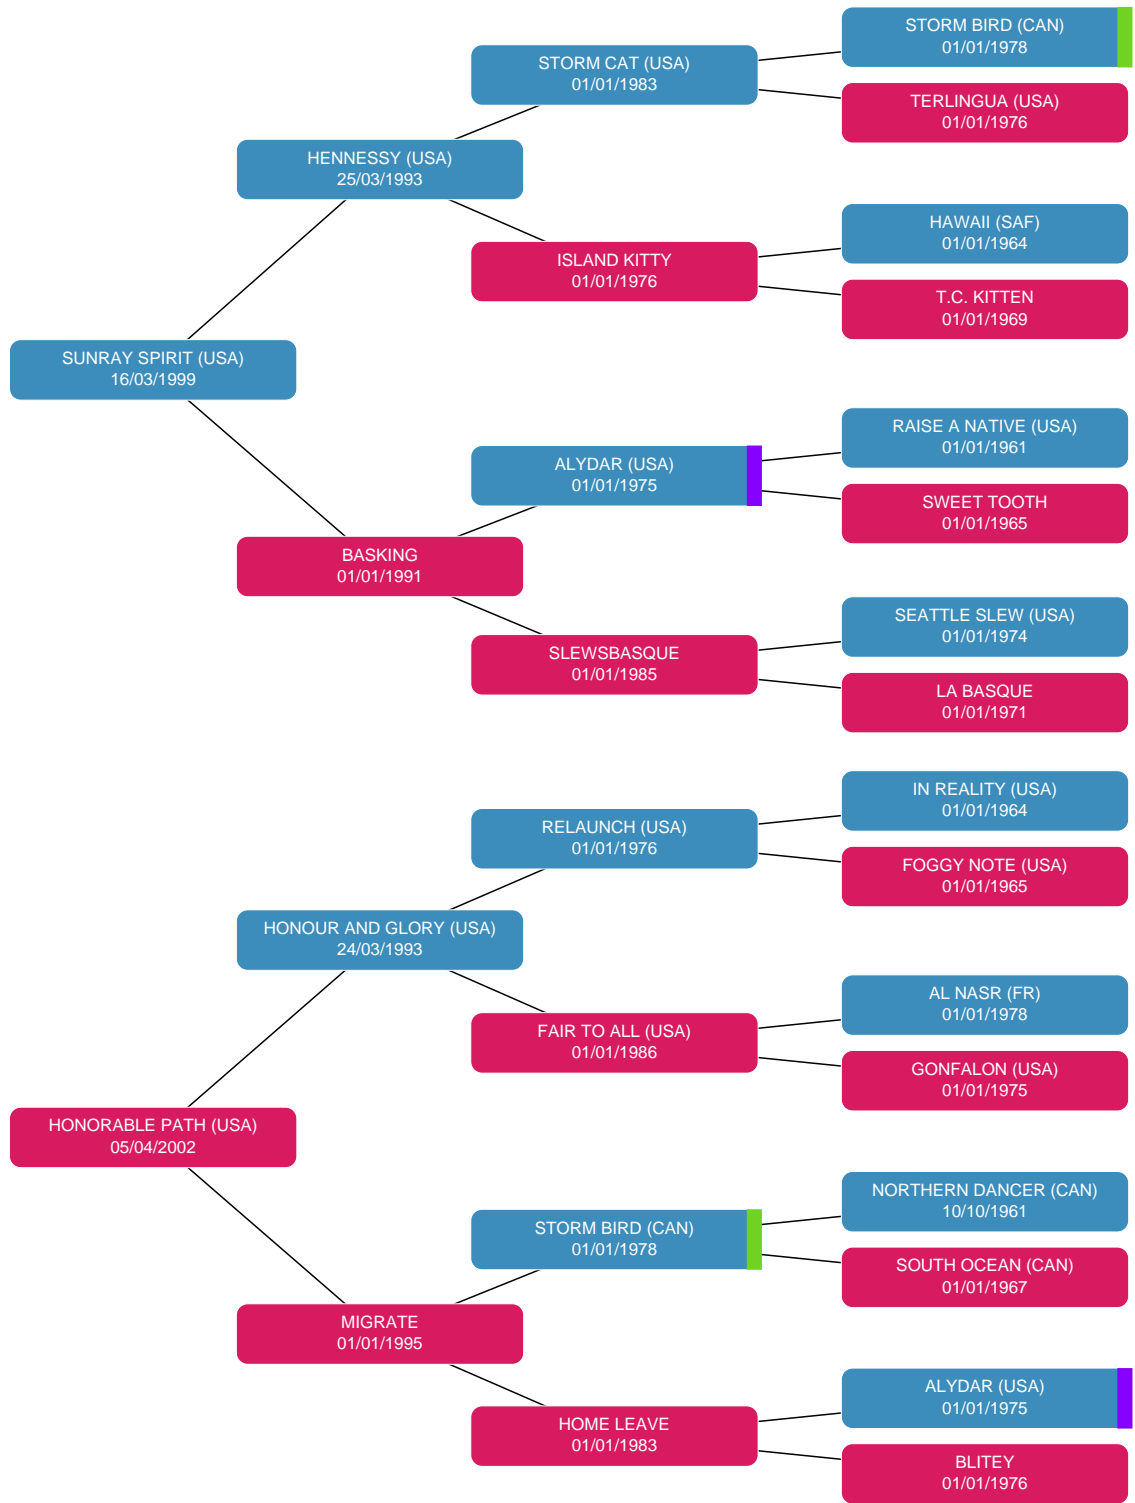 STORM BIRD (CAN)
01/01/1978
STORM CAT (USA)
01/01/1983
TERLINGUA (USA)
01/01/1976
HENNESSY (USA)
25/03/1993
HAWAII (SAF)
01/01/1964
ISLAND KITTY
01/01/1976
T.C. KITTEN
01/01/1969
SUNRAY SPIRIT (USA)
16/03/1999
RAISE A NATIVE (USA)
01/01/1961
ALYDAR (USA)
01/01/1975
SWEET TOOTH
01/01/1965
BASKING
01/01/1991
SEATTLE SLEW (USA)
01/01/1974
SLEWSBASQUE
01/01/1985
LA BASQUE
01/01/1971
IN REALITY (USA)
01/01/1964
RELAUNCH (USA)
01/01/1976
FOGGY NOTE (USA)
01/01/1965
HONOUR AND GLORY (USA)
24/03/1993
AL NASR (FR)
01/01/1978
FAIR TO ALL (USA)
01/01/1986
GONFALON (USA)
01/01/1975
HONORABLE PATH (USA)
05/04/2002
NORTHERN DANCER (CAN)
10/10/1961
STORM BIRD (CAN)
01/01/1978
SOUTH OCEAN (CAN)
01/01/1967
MIGRATE
01/01/1995
ALYDAR (USA)
01/01/1975
HOME LEAVE
01/01/1983
BLITEY
01/01/1976